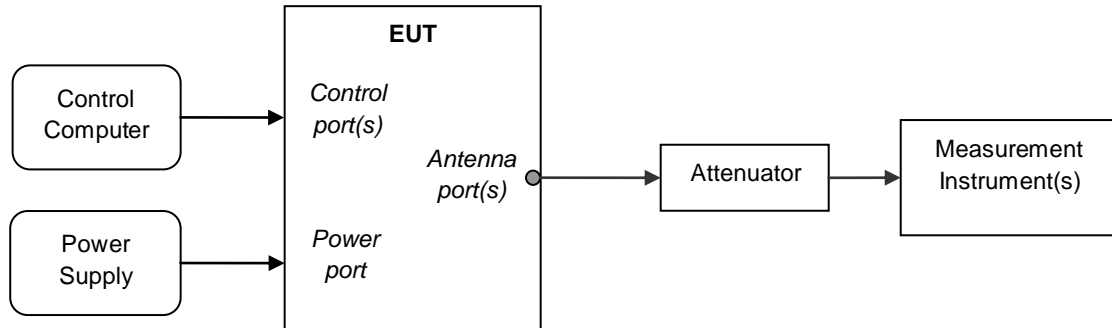 EUT
Control
Computer
Control
port(s)
Antenna
port(s)
Attenuator
Measurement
Instrument(s)
Power
Supply
Power
port